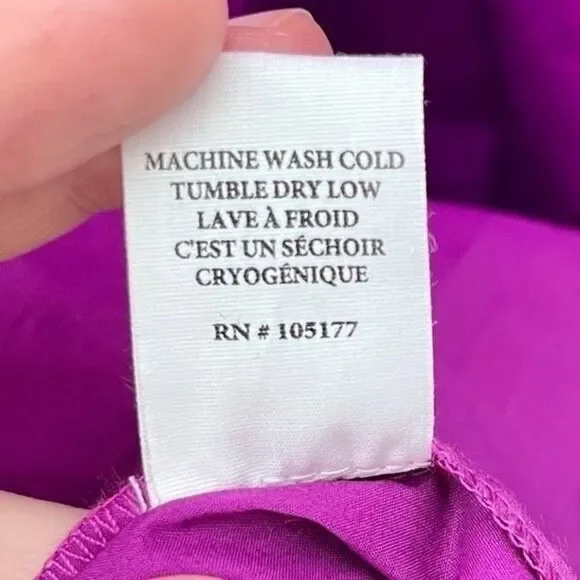 MACHINE WASH COLD
TUMBLE DRY LOW
LAVE À FROID
C'EST UN SÉCHOIR
CRYOGÉNIQUE
RN # 105177